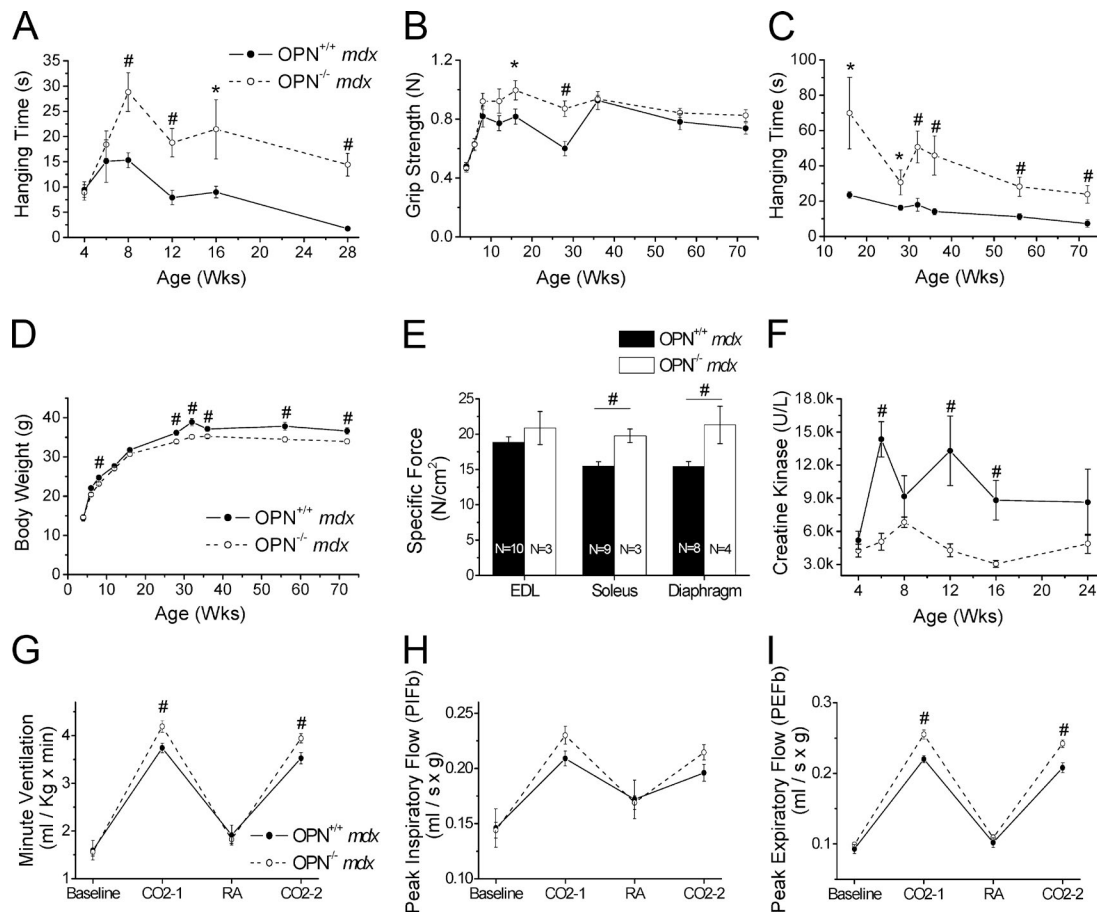 A
35
30
25
20
15
10
5
0
Hanging Time (s)
4 8 12 16 20 24 28
Age (Wks)
OPN+/+ mdx
OPN-/- mdx
#
#
*
#
B
1.2
0.8
0.4
0.0
Grip Strength (N)
10 20 30 40 50 60 70
Age (Wks)
*
#
C
100
80
60
40
20
0
Hanging Time (s)
10 20 30 40 50 60 70
Age (Wks)
*
*
#
#
#
#
D
50
40
30
20
10
0
Body Weight (g)
0 10 20 30 40 50 60 70
Age (Wks)
# # # # # #
OPN+/+ mdx
OPN-/- mdx
E
OPN+/+ mdx
OPN-/- mdx
30
25
20
15
10
5
0
Specific Force
(N/cm2)
#
#
N=10 N=3 N=9 N=3 N=8 N=4
EDL Soleus Diaphragm
F
18.0k
15.0k
12.0k
9.0k
6.0k
3.0k
Creatine Kinase (U/L)
4 8 12 16 20 24
Age (Wks)
#
#
#
G
4
3
2
1
Minute Ventilation
(ml / Kg x min)
#
#
OPN+/+ mdx
OPN-/- mdx
Baseline CO2-1 RA CO2-2
H
0.25
0.20
0.15
0.10
Peak Inspiratory Flow (PIFb)
(ml / s x g)
Baseline CO2-1 RA CO2-2
I
0.3
0.2
0.1
Peak Expiratory Flow (PEFb)
(ml / s x g)
#
#
Baseline CO2-1 RA CO2-2